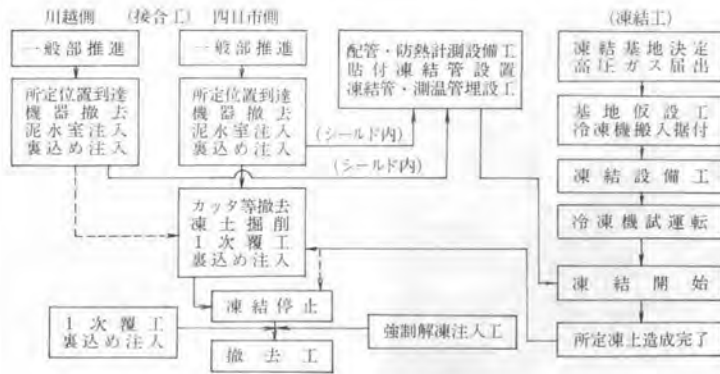 川越側 (接合工) 四日市側
(凍結工)
一般部推進
一般部推進
所定位置到達
機器撤去
泥水室注入
裏込め注入
所定位置到達
機器撤去
泥水室注入
裏込め注入
(シールド内)
(シールド内)
配管・防熱計測設備工
貼付凍結管設置
凍結管・測温管埋設工
凍結基地決定
高圧ガス届出
基地仮設工
冷凍機搬入据付
凍結設備工
冷凍機試運転
凍結開始
所定凍土造成完了
カッタ等撤去
凍土掘削
1次覆工
裏込め注入
凍結停止
1次覆工
裏込め注入
強制解凍注入工
撤去工